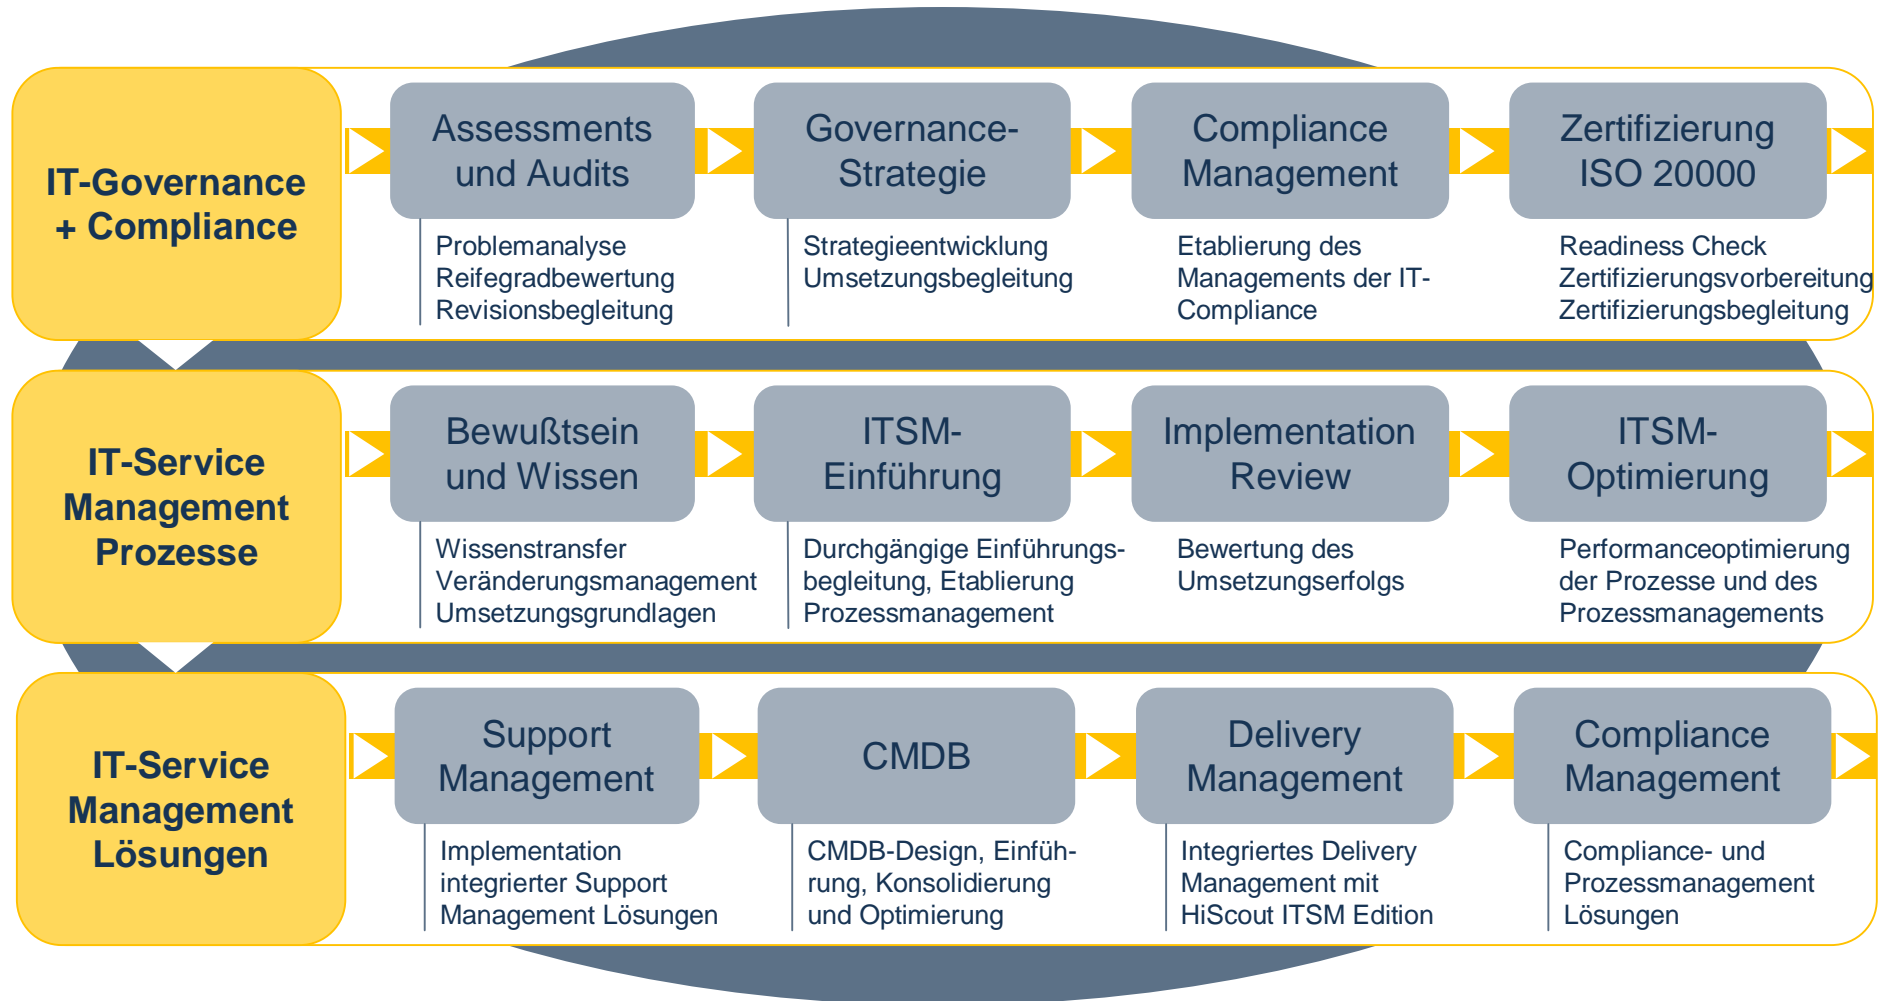 IT-Governance
+ Compliance
Assessments
und Audits
Problemanalyse
Reifegradbewertung
Revisionsbegleitung
Governance-
Strategie
Strategieentwicklung
Umsetzungsbegleitung
Compliance
Management
Etablierung des
Managements der IT-
Compliance
Zertifizierung
ISO 20000
Readiness Check
Zertifizierungsvorbereitung
Zertifizierungsbegleitung
IT-Service
Management
Prozesse
Bewußtsein
und Wissen
Wissenstransfer
Veränderungsmanagement
Umsetzungsgrundlagen
ITSM-
Einführung
Durchgängige Einführungs-
begleitung, Etablierung
Prozessmanagement
Implementation
Review
Bewertung des
Umsetzungserfolgs
ITSM-
Optimierung
Performanceoptimierung
der Prozesse und des
Prozessmanagements
IT-Service
Management
Lösungen
Support
Management
Implementation
integrierter Support
Management Lösungen
CMDB
CMDB-Design, Einfüh-
rung, Konsolidierung
und Optimierung
Delivery
Management
Integriertes Delivery
Management mit
HiScout ITSM Edition
Compliance
Management
Compliance- und
Prozessmanagement
Lösungen